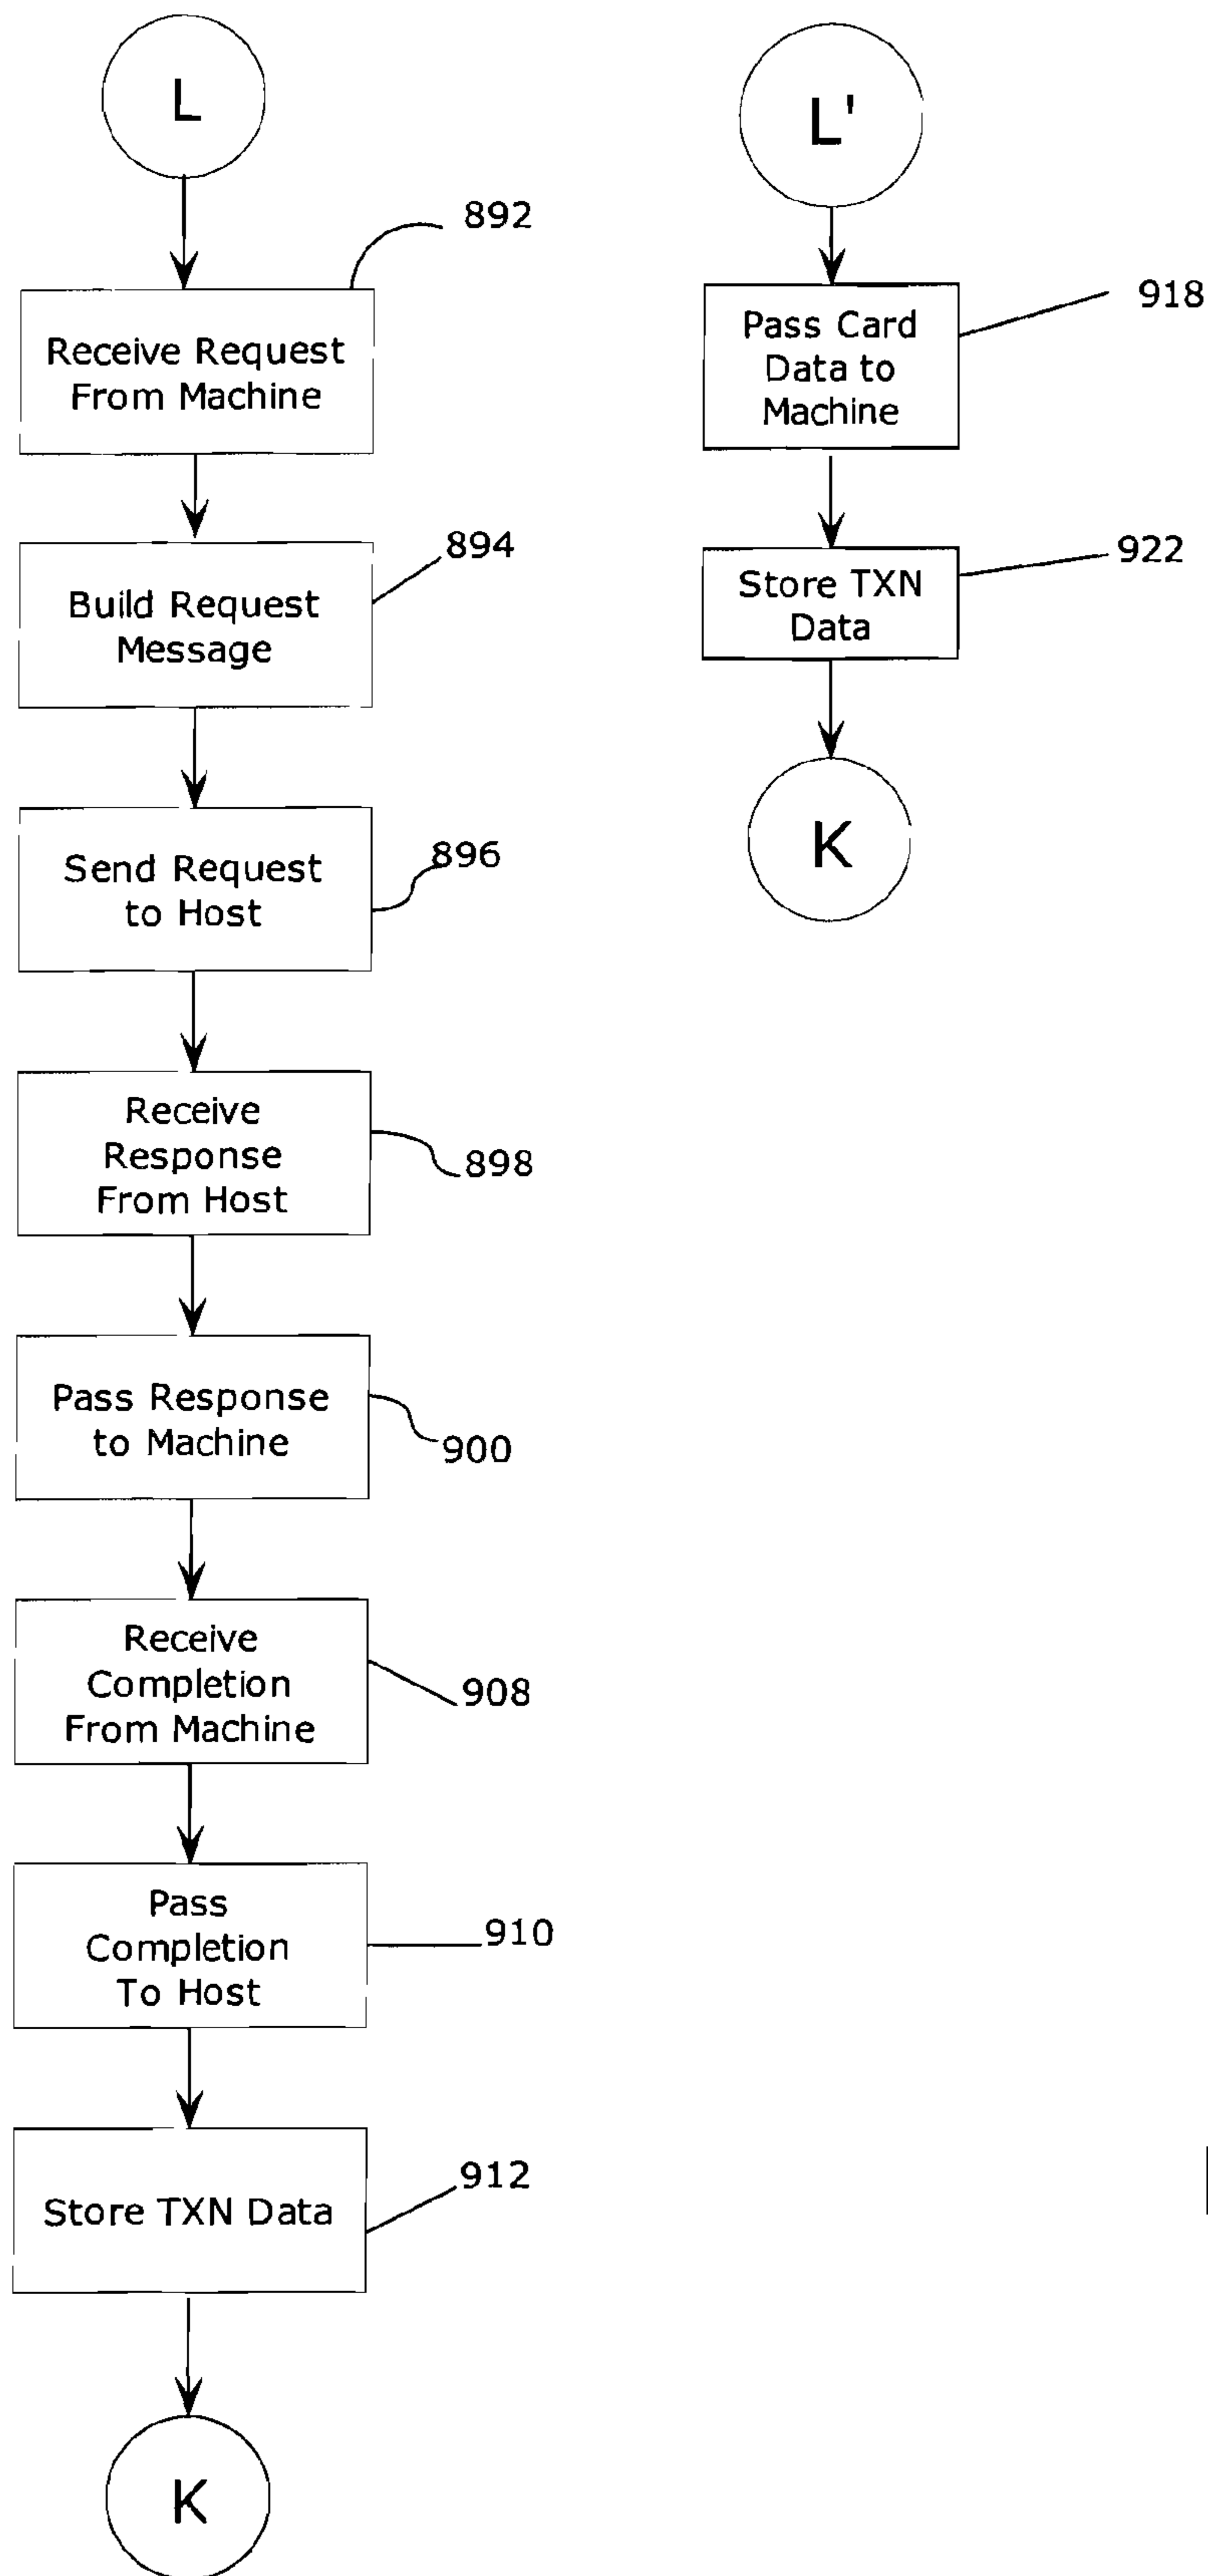 L
892
Receive Request
From Machine
894
Build Request
Message
896
Send Request
to Host
898
Receive
Response
From Host
900
Pass Response
to Machine
908
Receive
Completion
From Machine
910
Pass
Completion
To Host
912
Store TXN Data
K
L'
918
Pass Card
Data to
Machine
922
Store TXN
Data
K